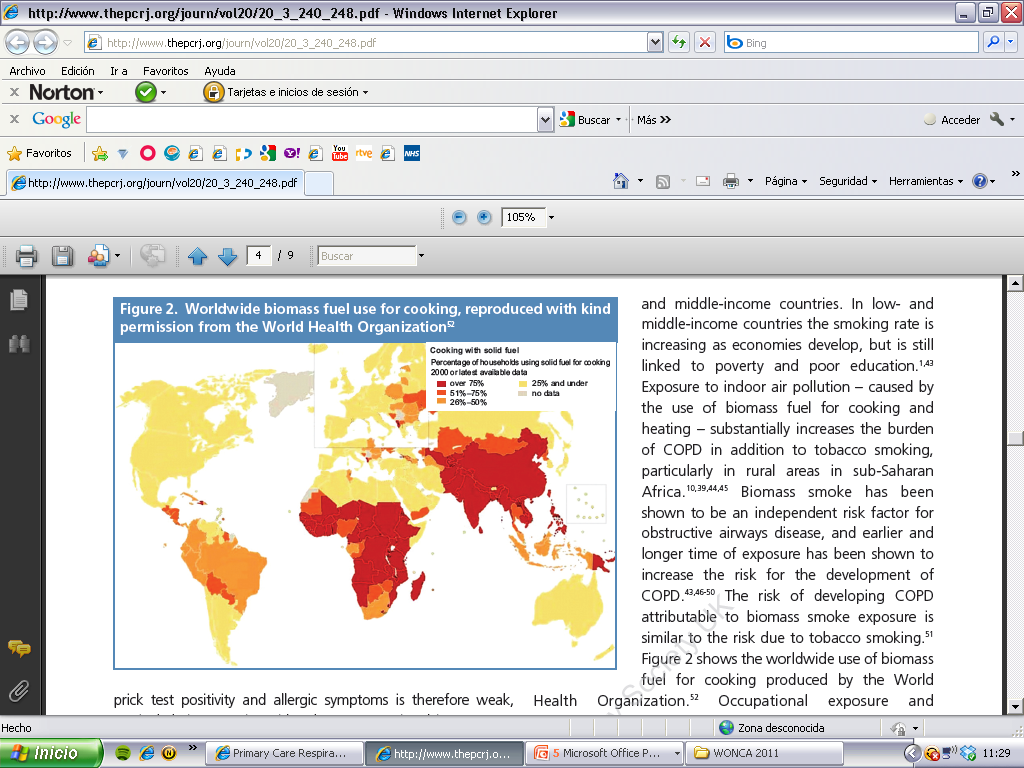 http://www.thepcrj.org/journ/vol20/20_3_240_248.pdf - Windows Internet Explorer
http://www.thepcrj.org/journ/vol20/20_3_240_248.pdf
Bing
Archivo Edición Ir a Favoritos Ayuda
Norton
Tarjetas e inicios de sesión
Google
Buscar
Más
Acceder
Favoritos
You Tube
rtve
NHS
http://www.thepcrj.org/journ/vol20/20_3_240_248.pdf
Página Seguridad Herramientas
105%
4 / 9
Buscar
Figure 2. Worldwide biomass fuel use for cooking, reproduced with kind
permission from the World Health Organization52
Cooking with solid fuel
Percentage of households using solid fuel for cooking
2000 or latest available data
over 75%
51%–75%
26%–50%
25% and under
no data
and middle-income countries. In low- and
middle-income countries the smoking rate is
increasing as economies develop, but is still
linked to poverty and poor education.1,43
Exposure to indoor air pollution – caused by
the use of biomass fuel for cooking and
heating – substantially increases the burden
of COPD in addition to tobacco smoking,
particularly in rural areas in sub-Saharan
Africa.10,39,44,45 Biomass smoke has been
shown to be an independent risk factor for
obstructive airways disease, and earlier and
longer time of exposure has been shown to
increase the risk for the development of
COPD.43,46-50 The risk of developing COPD
attributable to biomass smoke exposure is
similar to the risk due to tobacco smoking.51
Figure 2 shows the worldwide use of biomass
fuel for cooking produced by the World
Health Organization.52 Occupational exposure and
prick test positivity and allergic symptoms is therefore weak,
Society UK
Hecho
Zona desconocida
Inicio
Primary Care Respira...
http://www.thepcrj.o...
5 Microsoft Office P...
WONCA 2011
11:29